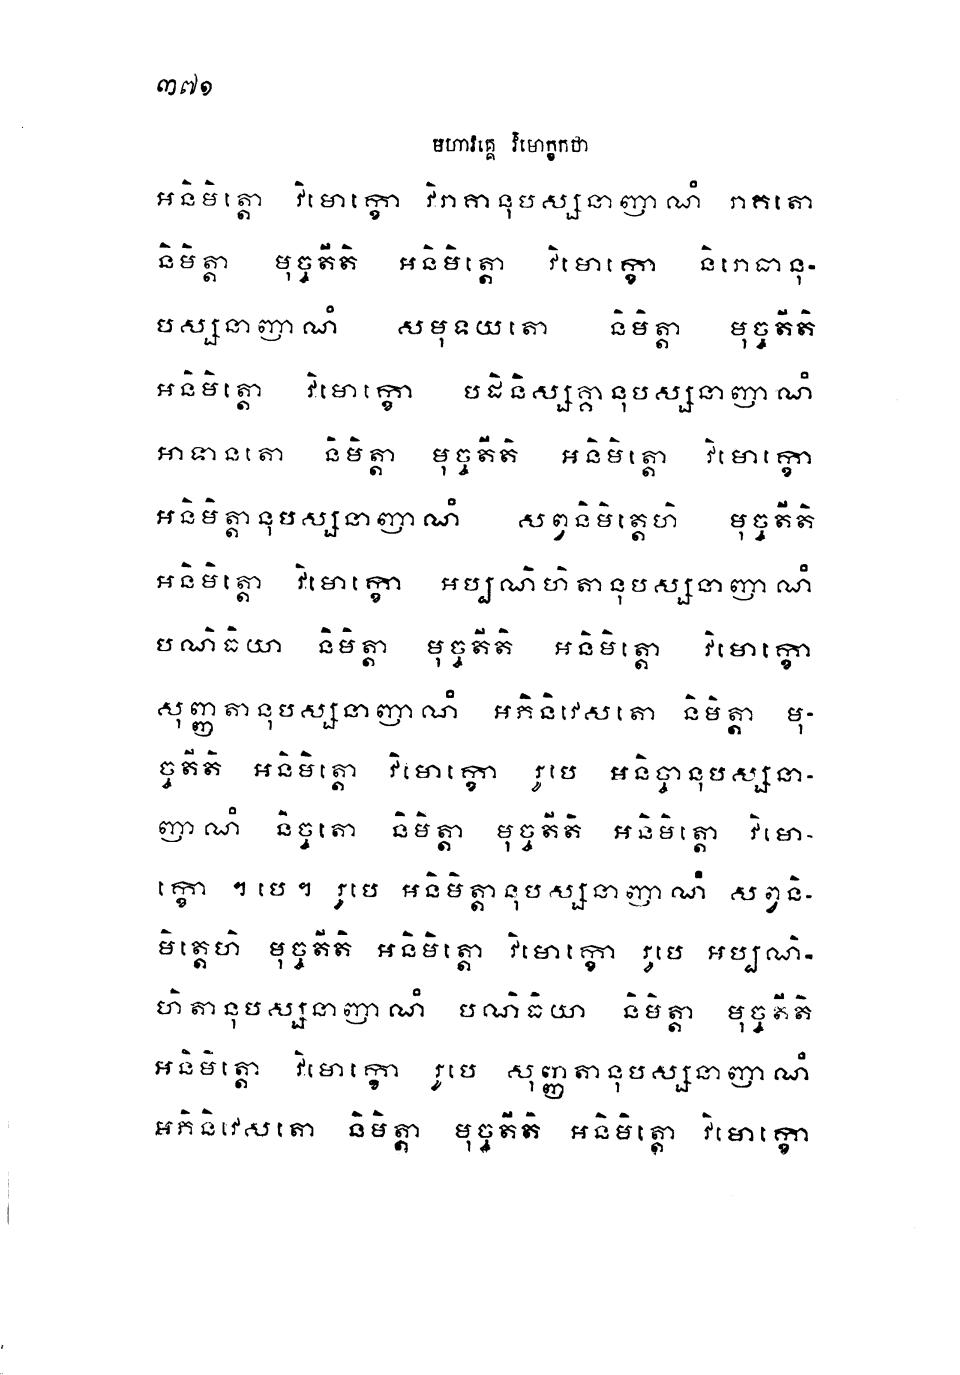 ៣៧១
មហាវគ្គេ វិមោក្ខកថា
អនិមិត្តោ វិមោក្ខោ វិរាគានុបស្សនាញាណំ រាគតោ
និមិត្តា មុច្ចតីតិ អនិមិត្តោ វិមោក្ខោ និរោធានុ-
បស្សនាញាណំ សមុទយតោ និមិត្តា មុច្ចតីតិ
អនិមិត្តោ វិមោក្ខោ បដិនិស្សគ្គានុបស្សនាញាណំ
អាទានតោ និមិត្តា មុច្ចតីតិ អនិមិត្តោ វិមោក្ខោ
អនិមិត្តានុបស្សនាញាណំ សព្វនិមិត្តេហិ មុច្ចតីតិ
អនិមិត្តោ វិមោក្ខោ អប្បណិហិតានុបស្សនាញាណំ
បណិធិយា និមិត្តា មុច្ចតីតិ អនិមិត្តោ វិមោក្ខោ
សុញ្ញតានុបស្សនាញាណំ អភិនិវេសតោ និមិត្តា មុ-
ច្ចតីតិ អនិមិត្តោ វិមោក្ខោ រូបេ អនិច្ចានុបស្សនា-
ញាណំ និច្ចតោ និមិត្តា មុច្ចតីតិ អនិមិត្តោ វិមោ-
ក្ខោ ។បេ។ រូបេ អនិមិត្តានុបស្សនាញាណំ សព្វនិ-
មិត្តេហិ មុច្ចតីតិ អនិមិត្តោ វិមោក្ខោ រូបេ អប្បណិ-
ហិតានុបស្សនាញាណំ បណិធិយា និមិត្តា មុច្ចតីតិ
អនិមិត្តោ វិមោក្ខោ រូបេ សុញ្ញតានុបស្សនាញាណំ
អភិនិវេសតោ និមិត្តា មុច្ចតីតិ អនិមិត្តោ វិមោក្ខោ